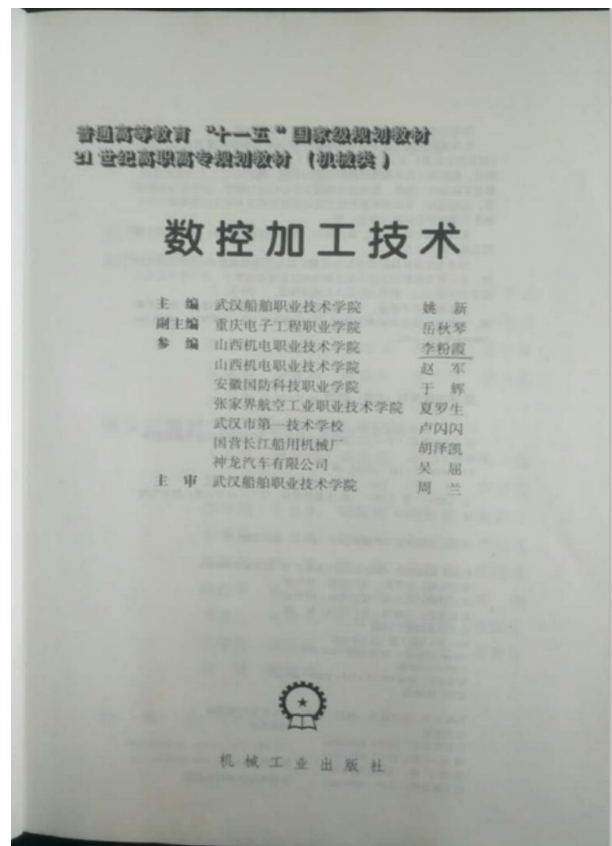 普通高等教育“十一五”国家级规划教材
21世纪高职高专规划教材（机械类）
数控加工技术
主 编 武汉船舶职业技术学院 姚 新
副主编 重庆电子工程职业学院 岳秋琴
参 编 山西机电职业技术学院 李粉霞
山西机电职业技术学院 赵 军
安徽国防科技职业学院 于 辉
张家界航空工业职业技术学院 夏罗生
武汉市第一技术学校 卢闪闪
国营长江船用机械厂 胡泽凯
神龙汽车有限公司 吴 屈
主 审 武汉船舶职业技术学院 周 兰
机械工业出版社